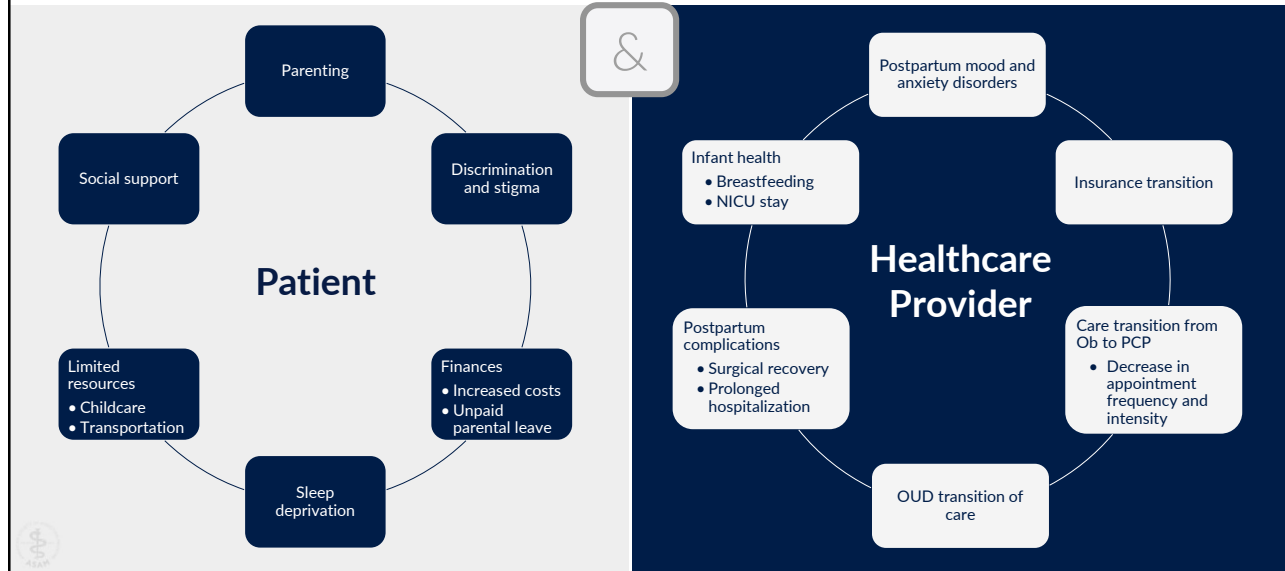 &
Parenting
Discrimination
and stigma
Finances
• Increased costs
• Unpaid
parental leave
Sleep
deprivation
Limited
resources
• Childcare
• Transportation
Social support
Patient
Postpartum mood and
anxiety disorders
Insurance transition
Care transition from
Ob to PCP
• Decrease in
appointment
frequency and
intensity
OUD transition of
care
Postpartum
complications
• Surgical recovery
• Prolonged
hospitalization
Infant health
• Breastfeeding
• NICU stay
Healthcare
Provider
ASAM